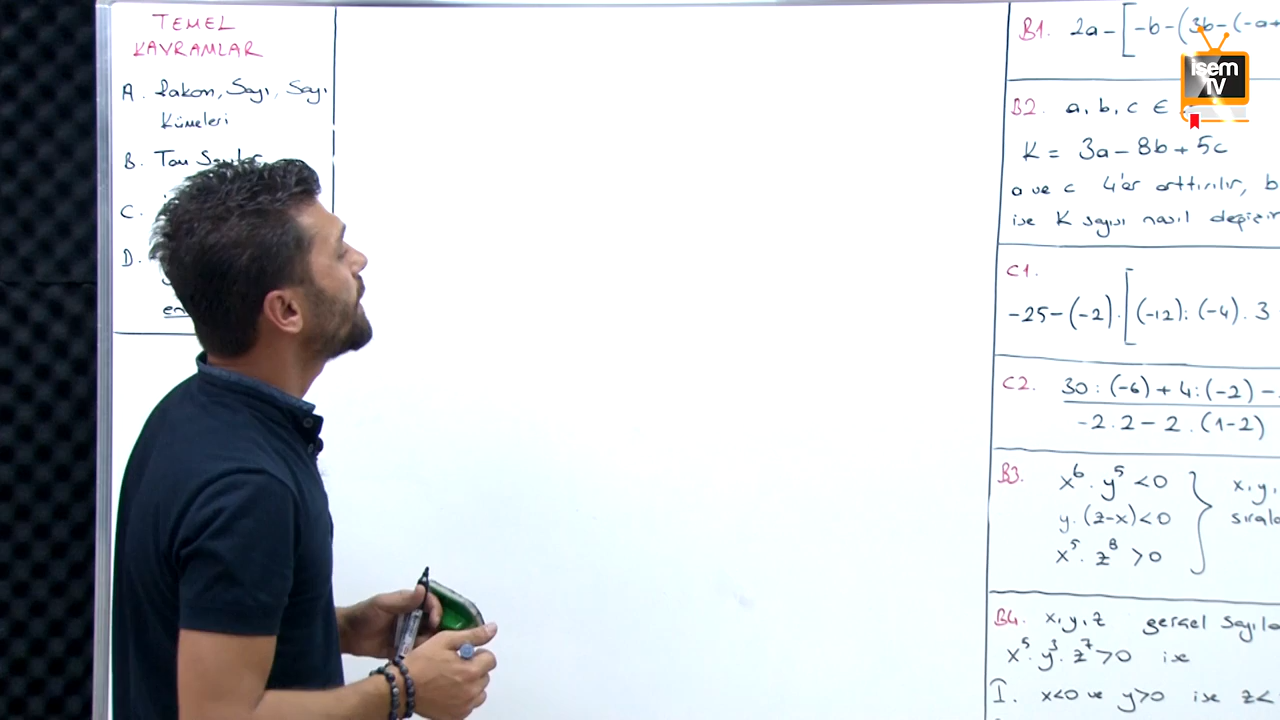 TEMEL
KAVRAMLAR
A. Rakam, Sayı, Sayı
Kümeleri
B. Tam Sayılar
C.
D.
B1. 2a-[-b-(3b-(-a+
isem
TV
B2. a, b, c ∈
K = 3a-8b+5c
a ve c 4'er arttırılır, b
ise K sayısı nasıl değişir
C1.
-25-(-2).[(-12):(-4).3
C2. 30:(-6)+4:(-2)-
-2.2-2.(1-2)
B3. x⁶.y⁵<0
y.(z-x)<0
x⁵.z⁸>0
x,y,
sırala
B4. x,y,z gerçel sayıla
x⁵.y³.z⁷>0 ise
I. x<0 ve y>0 ise z<